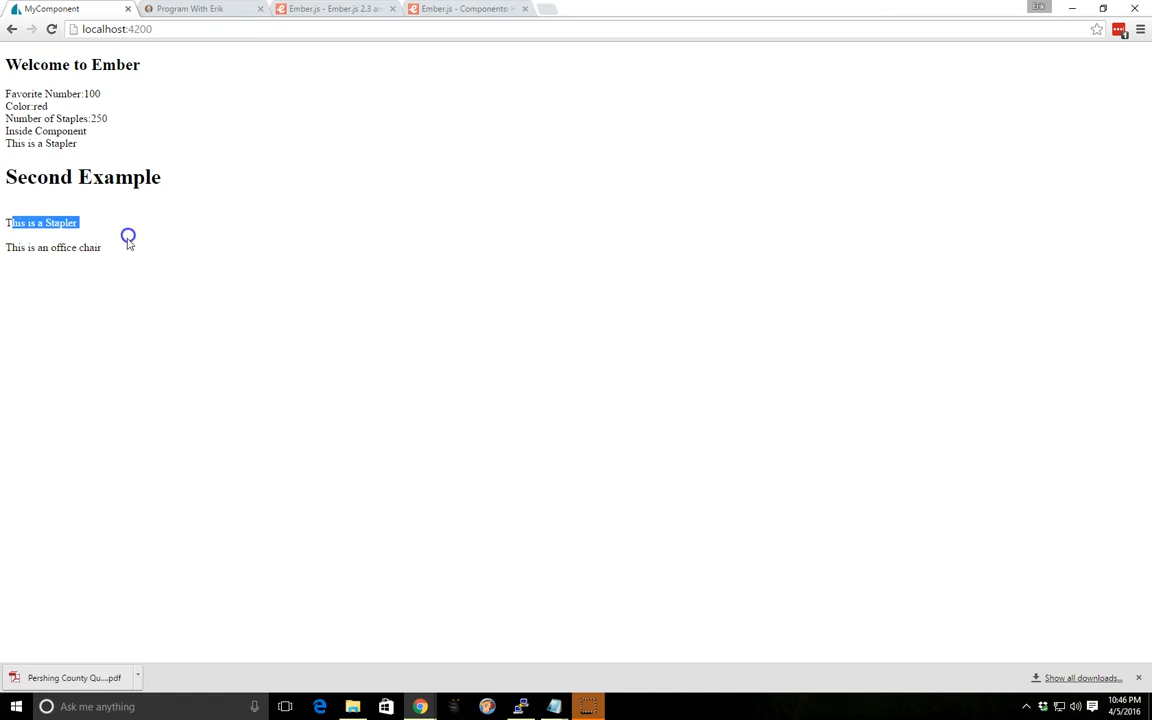 MyComponent
Program With Erik
Ember.js - Ember.js 2.3 an
Ember.js - Components:
Erik
localhost:4200
1
Welcome to Ember
Favorite Number:100
Color:red
Number of Staples:250
Inside Component
This is a Stapler
Second Example
This is a Stapler
This is an office chair
Pershing County Qu....pdf
Show all downloads...
Ask me anything
10:46 PM
4/5/2016